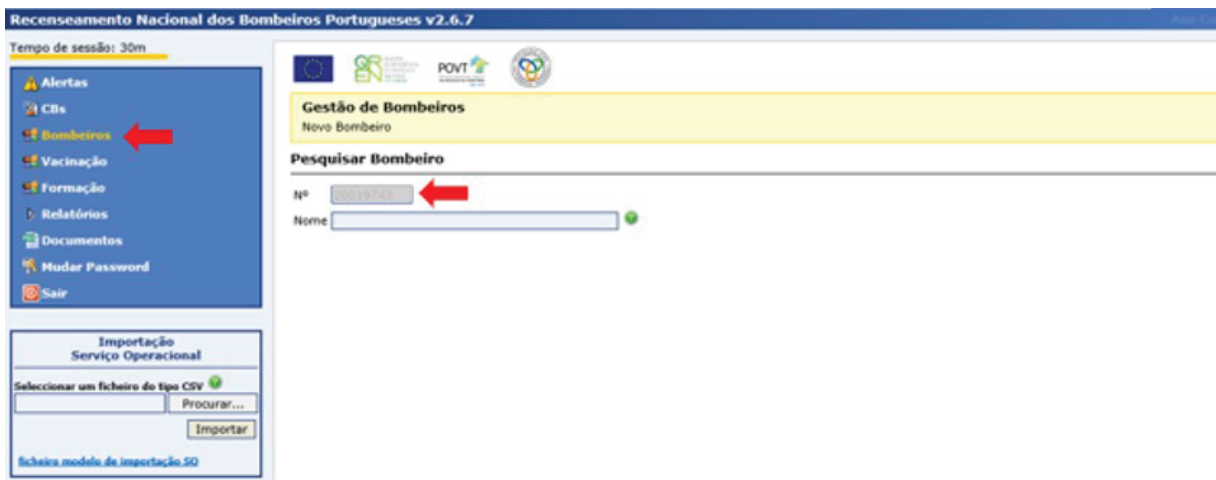 Recenseamento Nacional dos Bombeiros Portugueses v2.6.7
Tempo de sessão: 30m
Alertas
CBs
Bombeiros
Vacinação
Formação
Relatórios
Documentos
Mudar Password
Sair
Importação
Serviço Operacional
Seleccionar um ficheiro do tipo CSV
Procurar...
Importar
ficheiro modelo de importação SO
QREN
POVT
Gestão de Bombeiros
Novo Bombeiro
Pesquisar Bombeiro
Nº 20019743
Nome